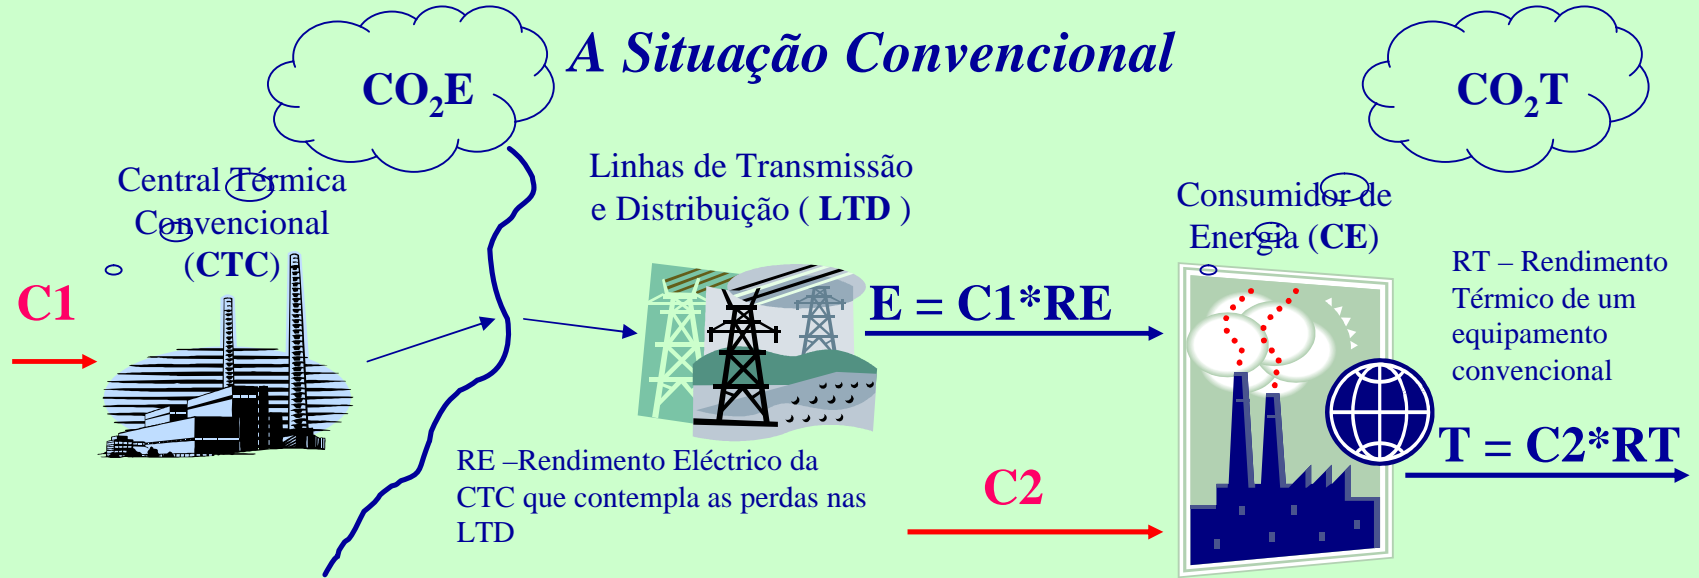 A Situação Convencional
CO₂E
CO₂T
Central Térmica
Convencional
(CTC)
C1
Linhas de Transmissão
e Distribuição ( LTD )
E = C1*RE
RE –Rendimento Eléctrico da
CTC que contempla as perdas nas
LTD
C2
Consumidor de
Energia (CE)
RT – Rendimento
Térmico de um
equipamento
convencional
T = C2*RT